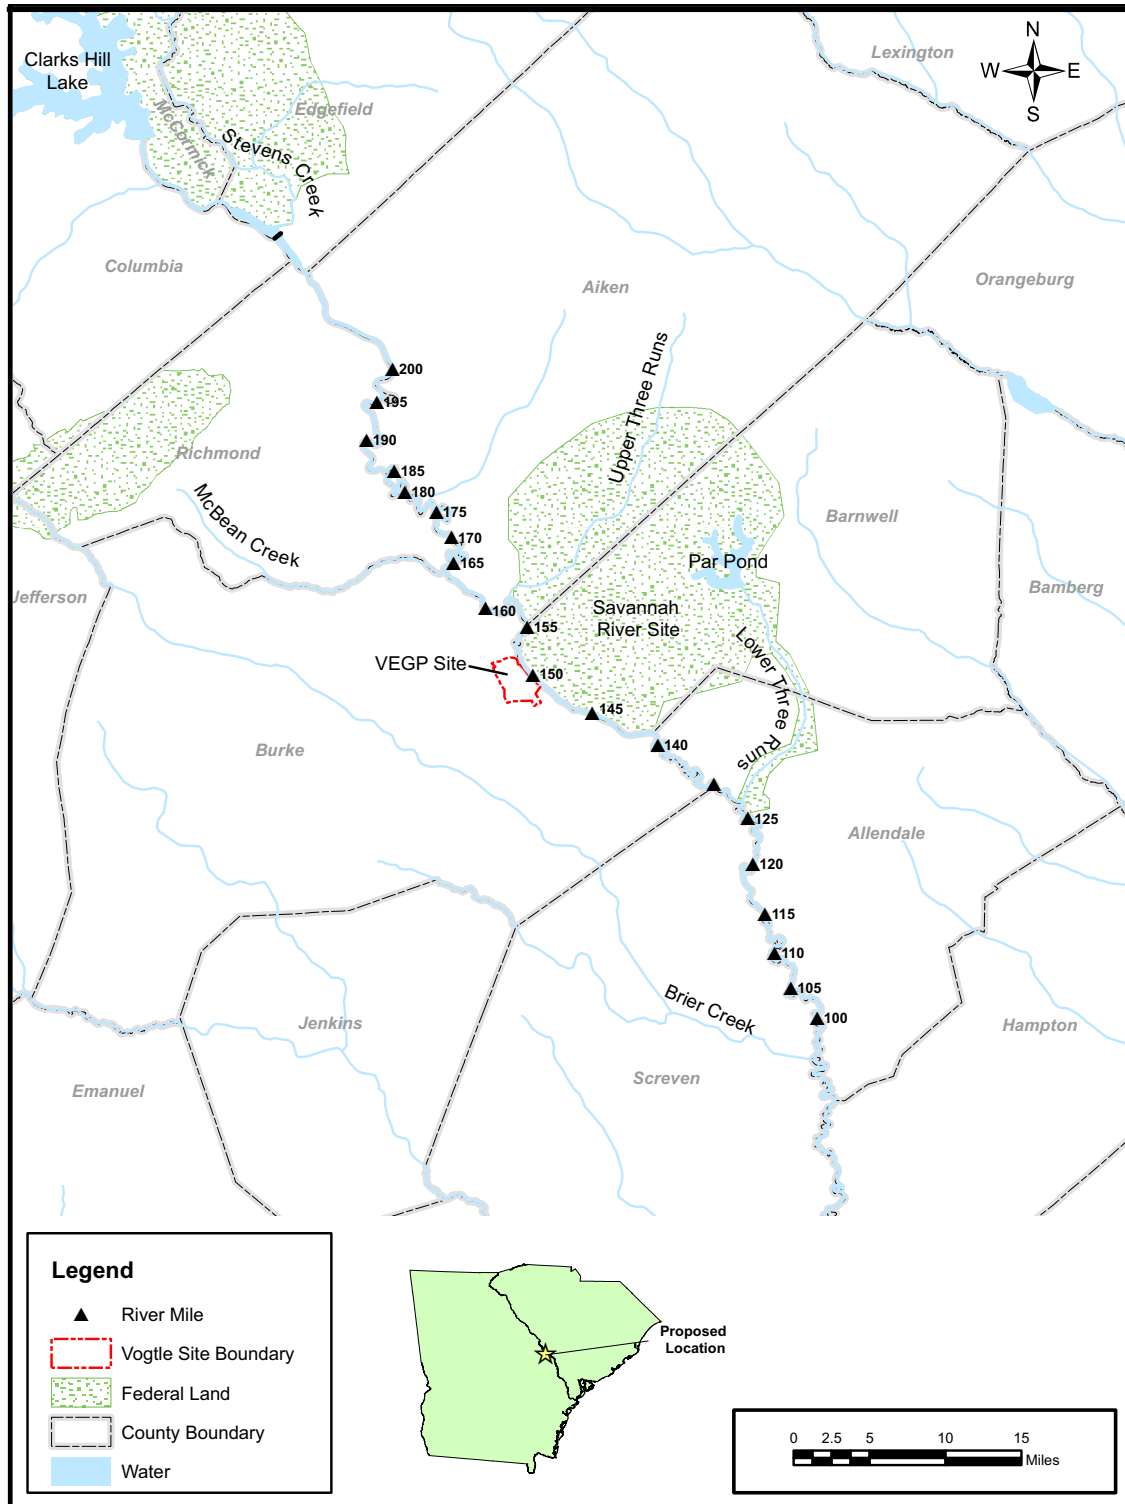 Clarks Hill
Lake
McCormick
Edgefield
Stevens Creek
Lexington
N
W E
S
Columbia
Aiken
Orangeburg
200
195
190
185
180
175
170
165
160
155
150
145
140
125
120
115
110
105
100
Richmond
McBean Creek
Upper Three Runs
Par Pond
Barnwell
Bamberg
Jefferson
Savannah
River Site
VEGP Site
Lower Three Runs
Burke
Allendale
Brier Creek
Jenkins
Hampton
Emanuel
Screven
Legend
River Mile
Vogtle Site Boundary
Federal Land
County Boundary
Water
Proposed
Location
0 2.5 5 10 15
Miles